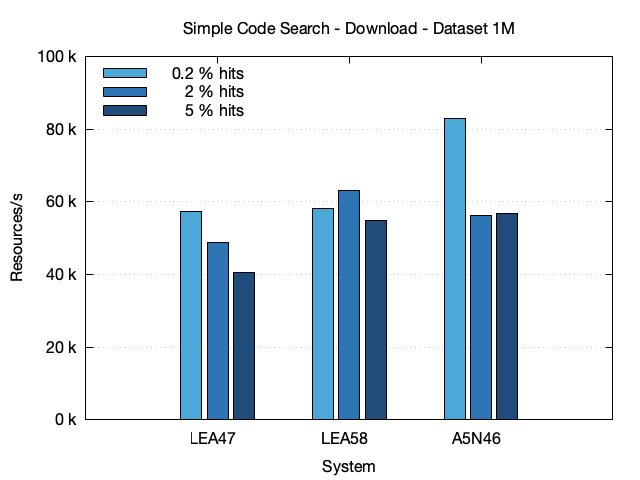 Simple Code Search - Download - Dataset 1M
100 k
80 k
60 k
40 k
20 k
0 k
Resources/s
0.2 % hits
2 % hits
5 % hits
LEA47
LEA58
A5N46
System